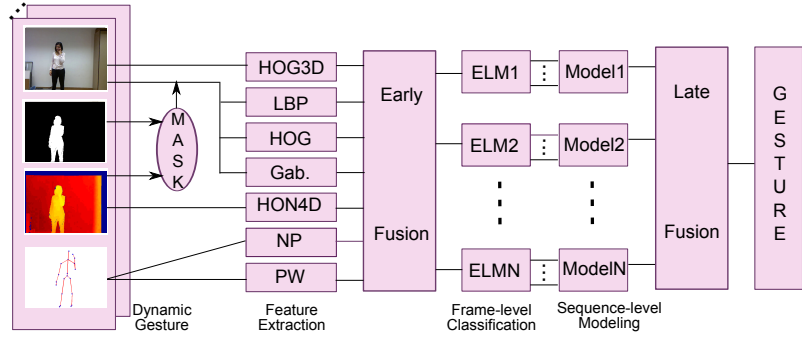 MASK
HOG3D
LBP
HOG
Gab.
HON4D
NP
PW
Early
Fusion
ELM1
ELM2
ELMN
Model1
Model2
ModelN
Late
Fusion
GESTURE
Dynamic
Gesture
Feature
Extraction
Frame-level
Classification
Sequence-level
Modeling